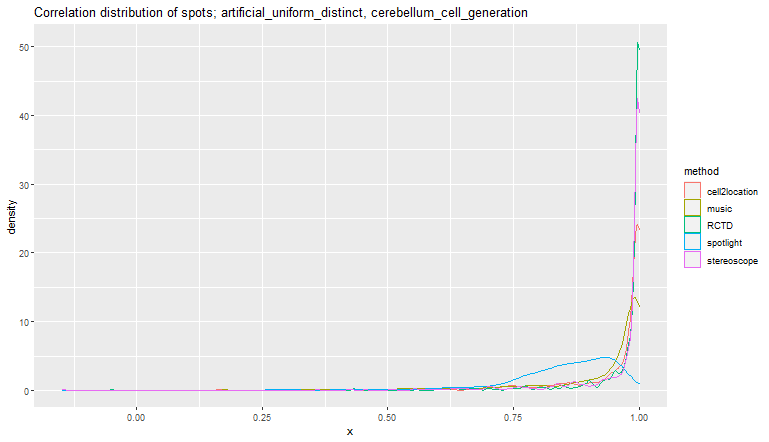 Correlation distribution of spots; artificial_uniform_distinct, cerebellum_cell_generation
50
40
30
20
10
0
density
0.00 0.25 0.50 0.75 1.00
x
method
cell2location
music
RCTD
spotlight
stereoscope